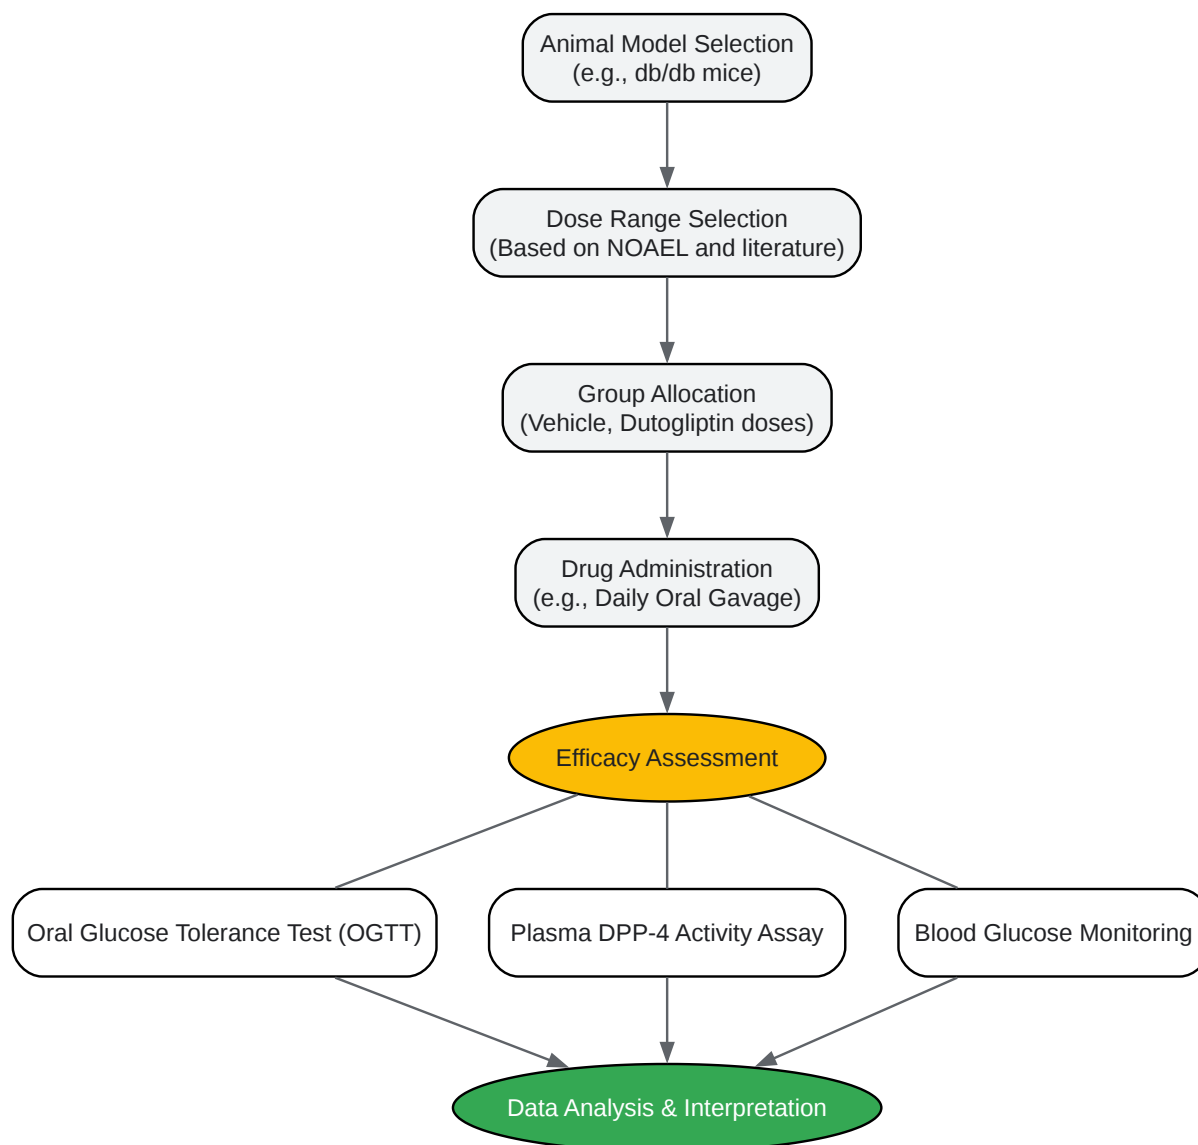 Animal Model Selection
(e.g., db/db mice)
Dose Range Selection
(Based on NOAEL and literature)
Group Allocation
(Vehicle, Dutogliptin doses)
Drug Administration
(e.g., Daily Oral Gavage)
Efficacy Assessment
Oral Glucose Tolerance Test (OGTT)
Plasma DPP-4 Activity Assay
Blood Glucose Monitoring
Data Analysis & Interpretation